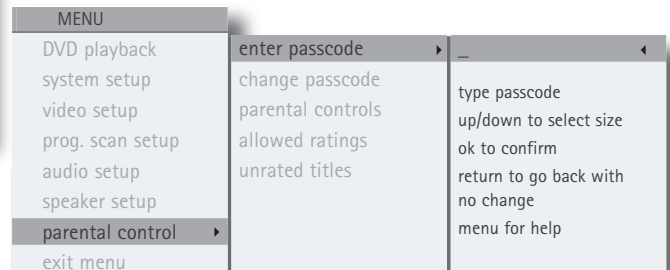 MENU
DVD playback
system setup
video setup
prog. scan setup
audio setup
speaker setup
parental control
exit menu
enter passcode
change passcode
parental controls
allowed ratings
unrated titles
_
type passcode
up/down to select size
ok to confirm
return to go back with
no change
menu for help